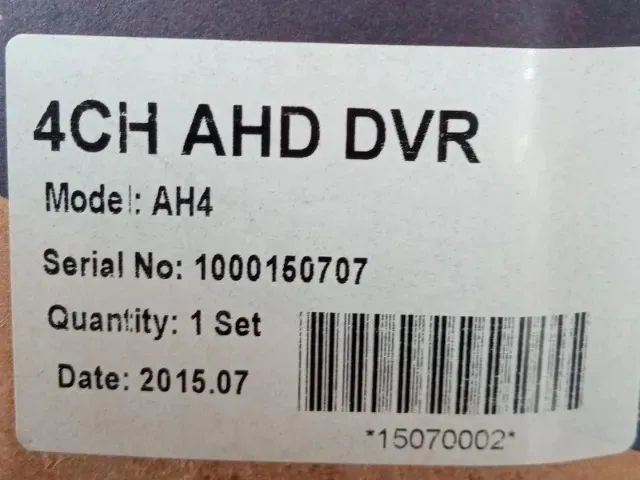 4CH AHD DVR
Model: AH4
Serial No: 1000150707
Quantity: 1 Set
Date: 2015.07
*15070002*